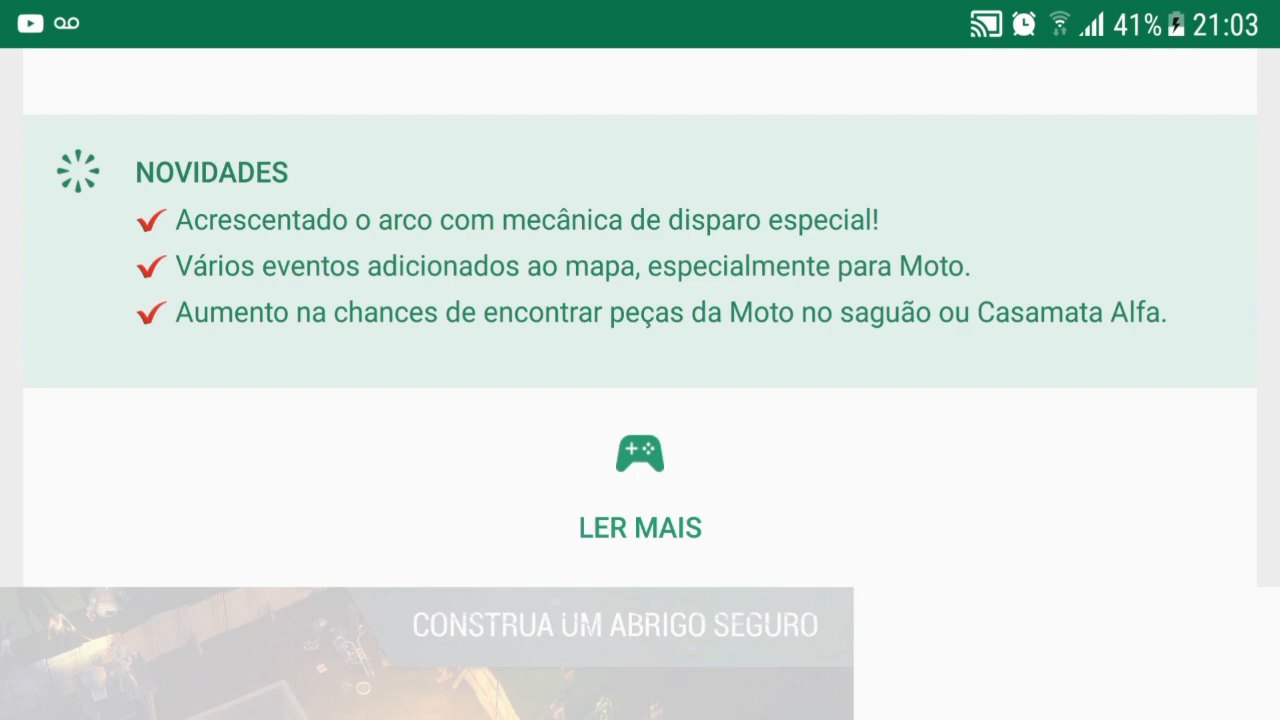 41% 21:03
NOVIDADES
Acrescentado o arco com mecânica de disparo especial!
Vários eventos adicionados ao mapa, especialmente para Moto.
Aumento na chances de encontrar peças da Moto no saguão ou Casamata Alfa.
LER MAIS
CONSTRUA UM ABRIGO SEGURO